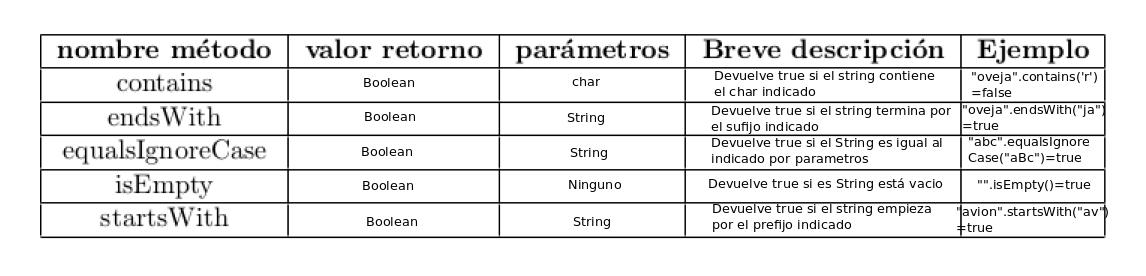 nombre método valor retorno parámetros Breve descripción Ejemplo
contains Boolean char Devuelve true si el string contiene "oveja".contains('r')
el char indicado =false
endsWith Boolean String Devuelve true si el string termina por "oveja".endsWith("ja")
el sufijo indicado =true
equalsIgnoreCase Boolean String Devuelve true si el String es igual al "abc".equalsIgnore
indicado por parametros Case("aBc")=true
isEmpty Boolean Ninguno Devuelve true si es String está vacio "".isEmpty()=true
startsWith Boolean String Devuelve true si el string empieza "avion".startsWith("av")
por el prefijo indicado =true